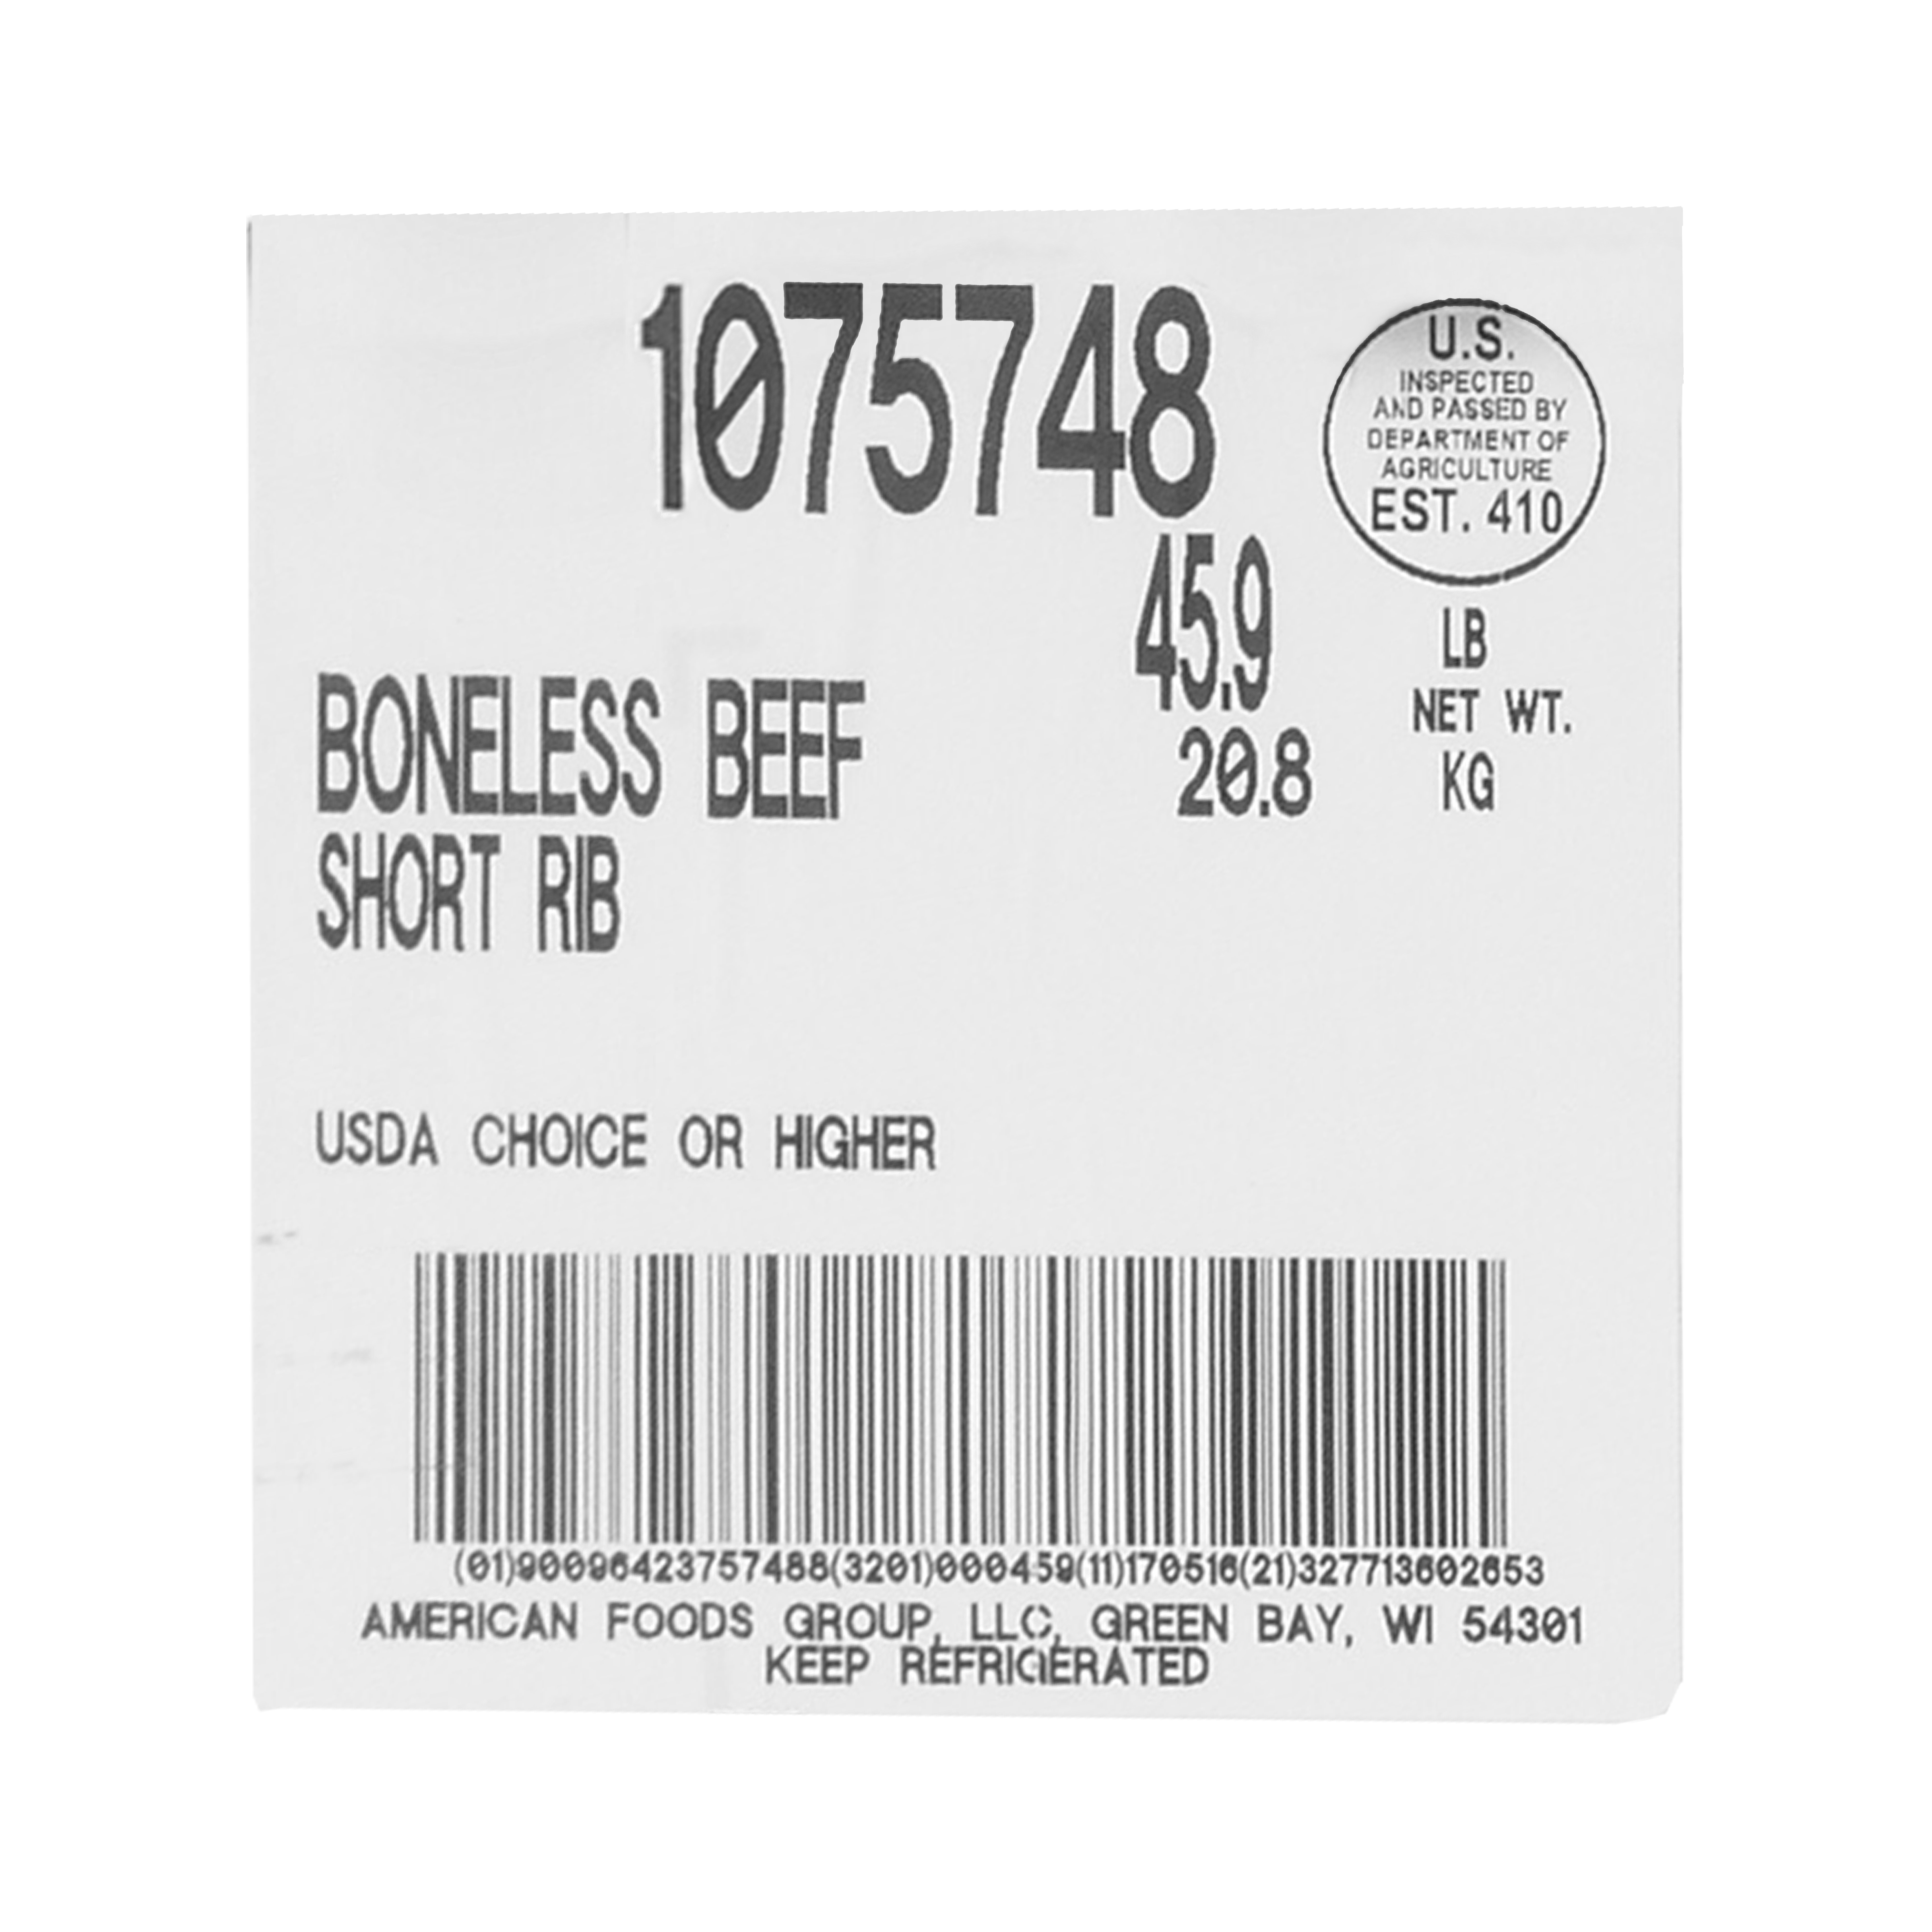 1075748
U.S.
INSPECTED
AND PASSED BY
DEPARTMENT OF
AGRICULTURE
EST. 410
45.9 LB
NET WT.
20.8 KG
BONELESS BEEF
SHORT RIB
USDA CHOICE OR HIGHER
(01)90096423757488(3201)000459(11)170516(21)327713602653
AMERICAN FOODS GROUP, LLC, GREEN BAY, WI 54301
KEEP REFRIGERATED